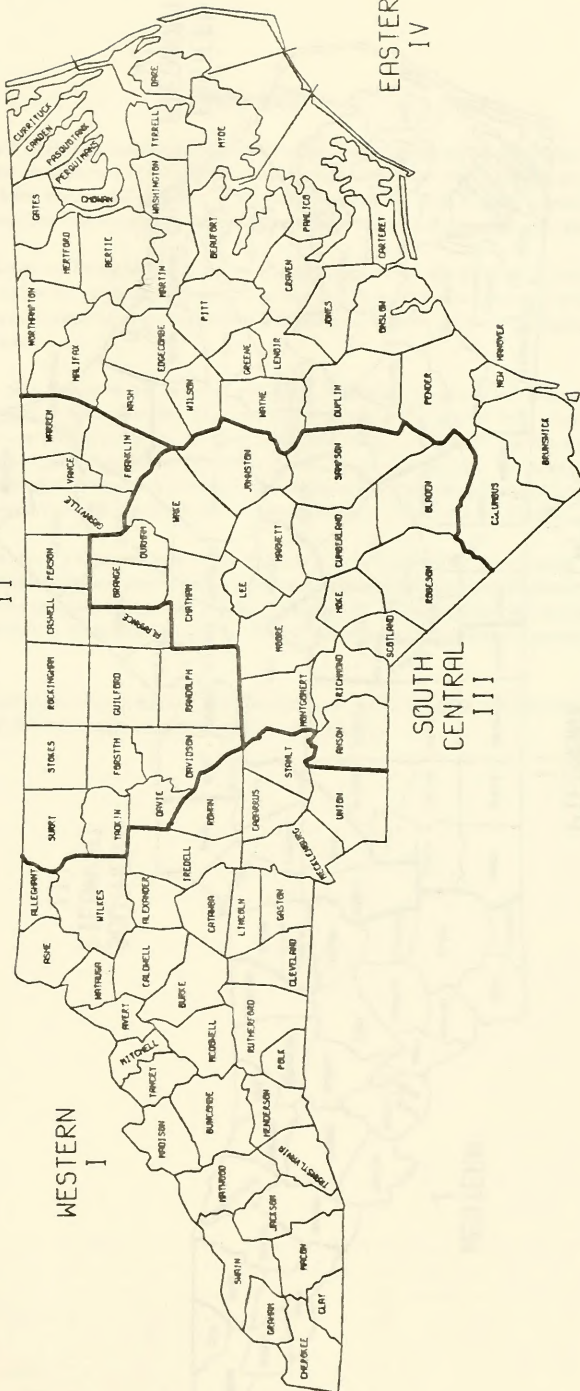 II
WESTERN
I
SOUTH
CENTRAL
III
EASTER
IV
CHEROKEE
GRAHAM
CLAY
SWAIN
MACON
JACKSON
HAYWOOD
TRANSYLVANIA
MADISON
BUNCOMBE
HENDERSON
YANCEY
MITCHELL
MCDOWELL
RUTHERFORD
POLK
AVERY
BURKE
CLEVELAND
ASHE
WATAUGA
CALDWELL
ALLEGHANY
WILKES
ALEXANDER
CATAWBA
LINCOLN
GASTON
IREDELL
MECKLENBURG
SURRY
YADKIN
DAVIE
ROWAN
CABARRUS
UNION
STOKES
FORSYTH
DAVIDSON
STANLY
ANSON
ROCKINGHAM
GUILFORD
RANDOLPH
MONTGOMERY
RICHMOND
CASWELL
ALAMANCE
CHATHAM
MOORE
SCOTLAND
PERSON
ORANGE
DURHAM
LEE
HOKE
ROBESON
GRANVILLE
WAKE
HARNETT
CUMBERLAND
BLADEN
COLUMBUS
VANCE
WARREN
FRANKLIN
JOHNSTON
SAMPSON
BRUNSWICK
NORTHAMPTON
HALIFAX
NASH
WILSON
WAYNE
DUPLIN
PENDER
NEW HANOVER
EDGECOMBE
PITT
GREENE
LENOIR
JONES
ONSLOW
GATES
HERTFORD
BERTIE
MARTIN
BEAUFORT
CRAVEN
PAMLICO
CARTERET
CURRITUCK
CAMDEN
PASQUOTANK
PERQUIMANS
CHOWAN
WASHINGTON
TYRRELL
DARE
HYDE